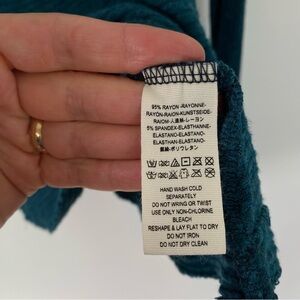 95% RAYON -RAYONNE-
RAYON-RAION-KUNSTSEIDE-
RAIOM-人造絲-レーヨン
5% SPANDEX-ELASTHANNE-
ELASTANO-ELASTANO-
ELASTHAN-ELASTANO-
HAND WASH COLD
SEPARATELY
DO NOT WRING OR TWIST
USE ONLY NON-CHLORINE
BLEACH
RESHAPE & LAY FLAT TO DRY
DO NOT IRON
DO NOT DRY CLEAN